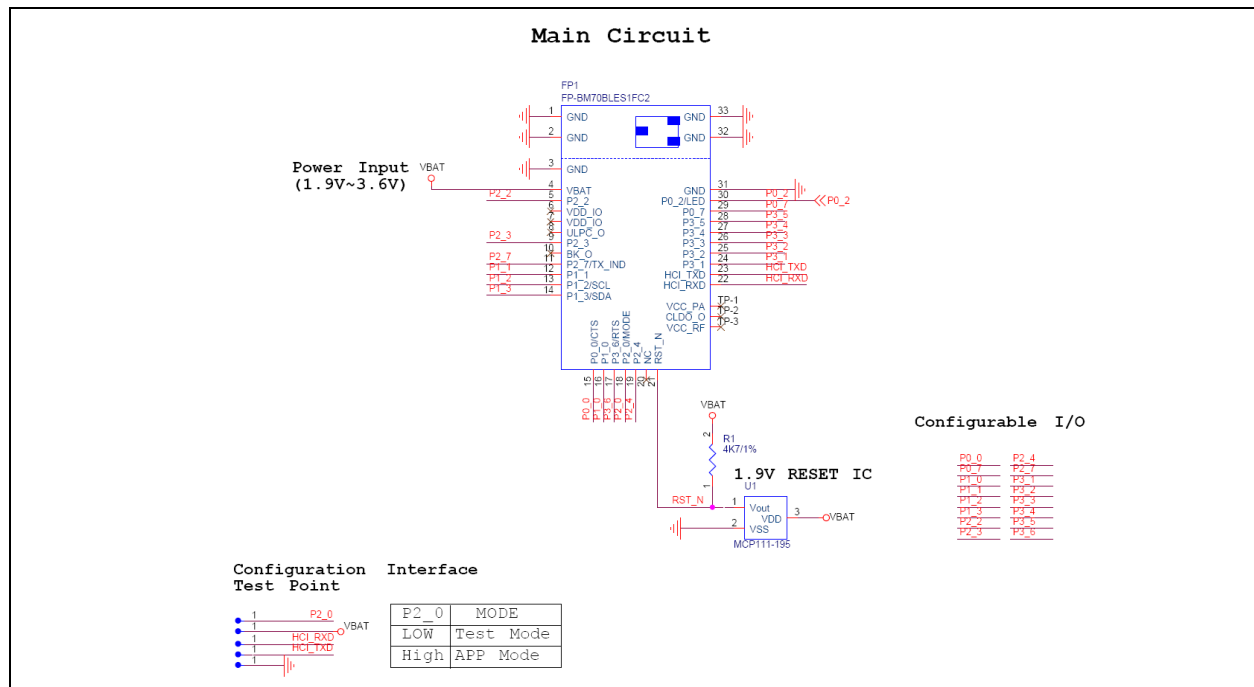 Main Circuit
FP1
FP-BM70BLES1FC2
1 GND GND 33
2 GND GND 32
3 GND
Power Input
(1.9V~3.6V)
VBAT
4 VBAT GND 31
P2_2 5 P2_2 P0_2/LED 30 P0_2 P0_2
6 VDD_IO P0_7 29 P0_7
7 VDD_IO P3_5 28 P3_5
8 ULPC_O P3_4 27 P3_4
P2_3 9 P2_3 P3_3 26 P3_3
10 BK_O P3_2 25 P3_2
P2_7 11 P2_7/TX_IND P3_1 24 P3_1
P1_1 12 P1_1 HCI_TXD 23 HCI_TXD
P1_2 13 P1_2/SCL HCI_RXD 22 HCI_RXD
P1_3 14 P1_3/SDA
VCC_PA TP-1
CLDO_O TP-2
VCC_RF TP-3
P0_0/CTS
P1_0
P3_6/RTS
P2_0/MODE
P2_4
NC
RST_N
15
16
17
18
19
20
21
P0_0
P1_0
P3_6
P2_0
P2_4
VBAT
2
R1
4K7/1%
1
1.9V RESET IC
U1
RST_N 1 Vout
VDD 3 VBAT
2 VSS
MCP111-195
Configurable I/O
P0_0 P2_4
P0_7 P2_7
P1_0 P3_1
P1_1 P3_2
P1_2 P3_3
P1_3 P3_4
P2_2 P3_5
P2_3 P3_6
Configuration Interface
Test Point
1 P2_0
1 VBAT
1 HCI_RXD
1 HCI_TXD
1
P2_0 MODE
LOW Test Mode
High APP Mode